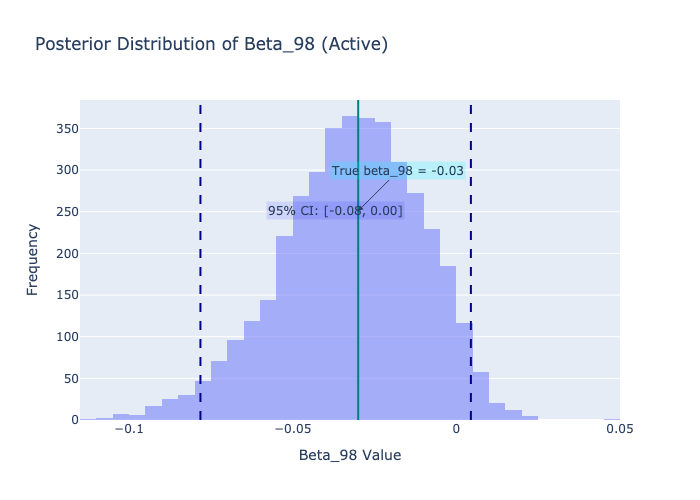 Posterior Distribution of Beta_98 (Active)
350
300
250
200
150
100
50
0
Frequency
True beta_98 = -0.03
95% CI: [-0.08, 0.00]
−0.1
−0.05
0
0.05
Beta_98 Value